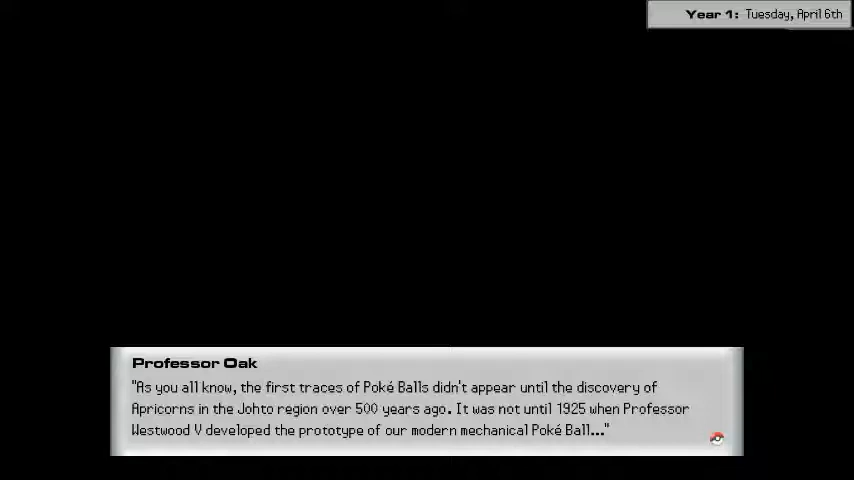 Year 1: Tuesday, April 6th
Professor Oak
"As you all know, the first traces of Poké Balls didn't appear until the discovery of
Apricorns in the Johto region over 500 years ago. It was not until 1925 when Professor
Westwood V developed the prototype of our modern mechanical Poké Ball..."